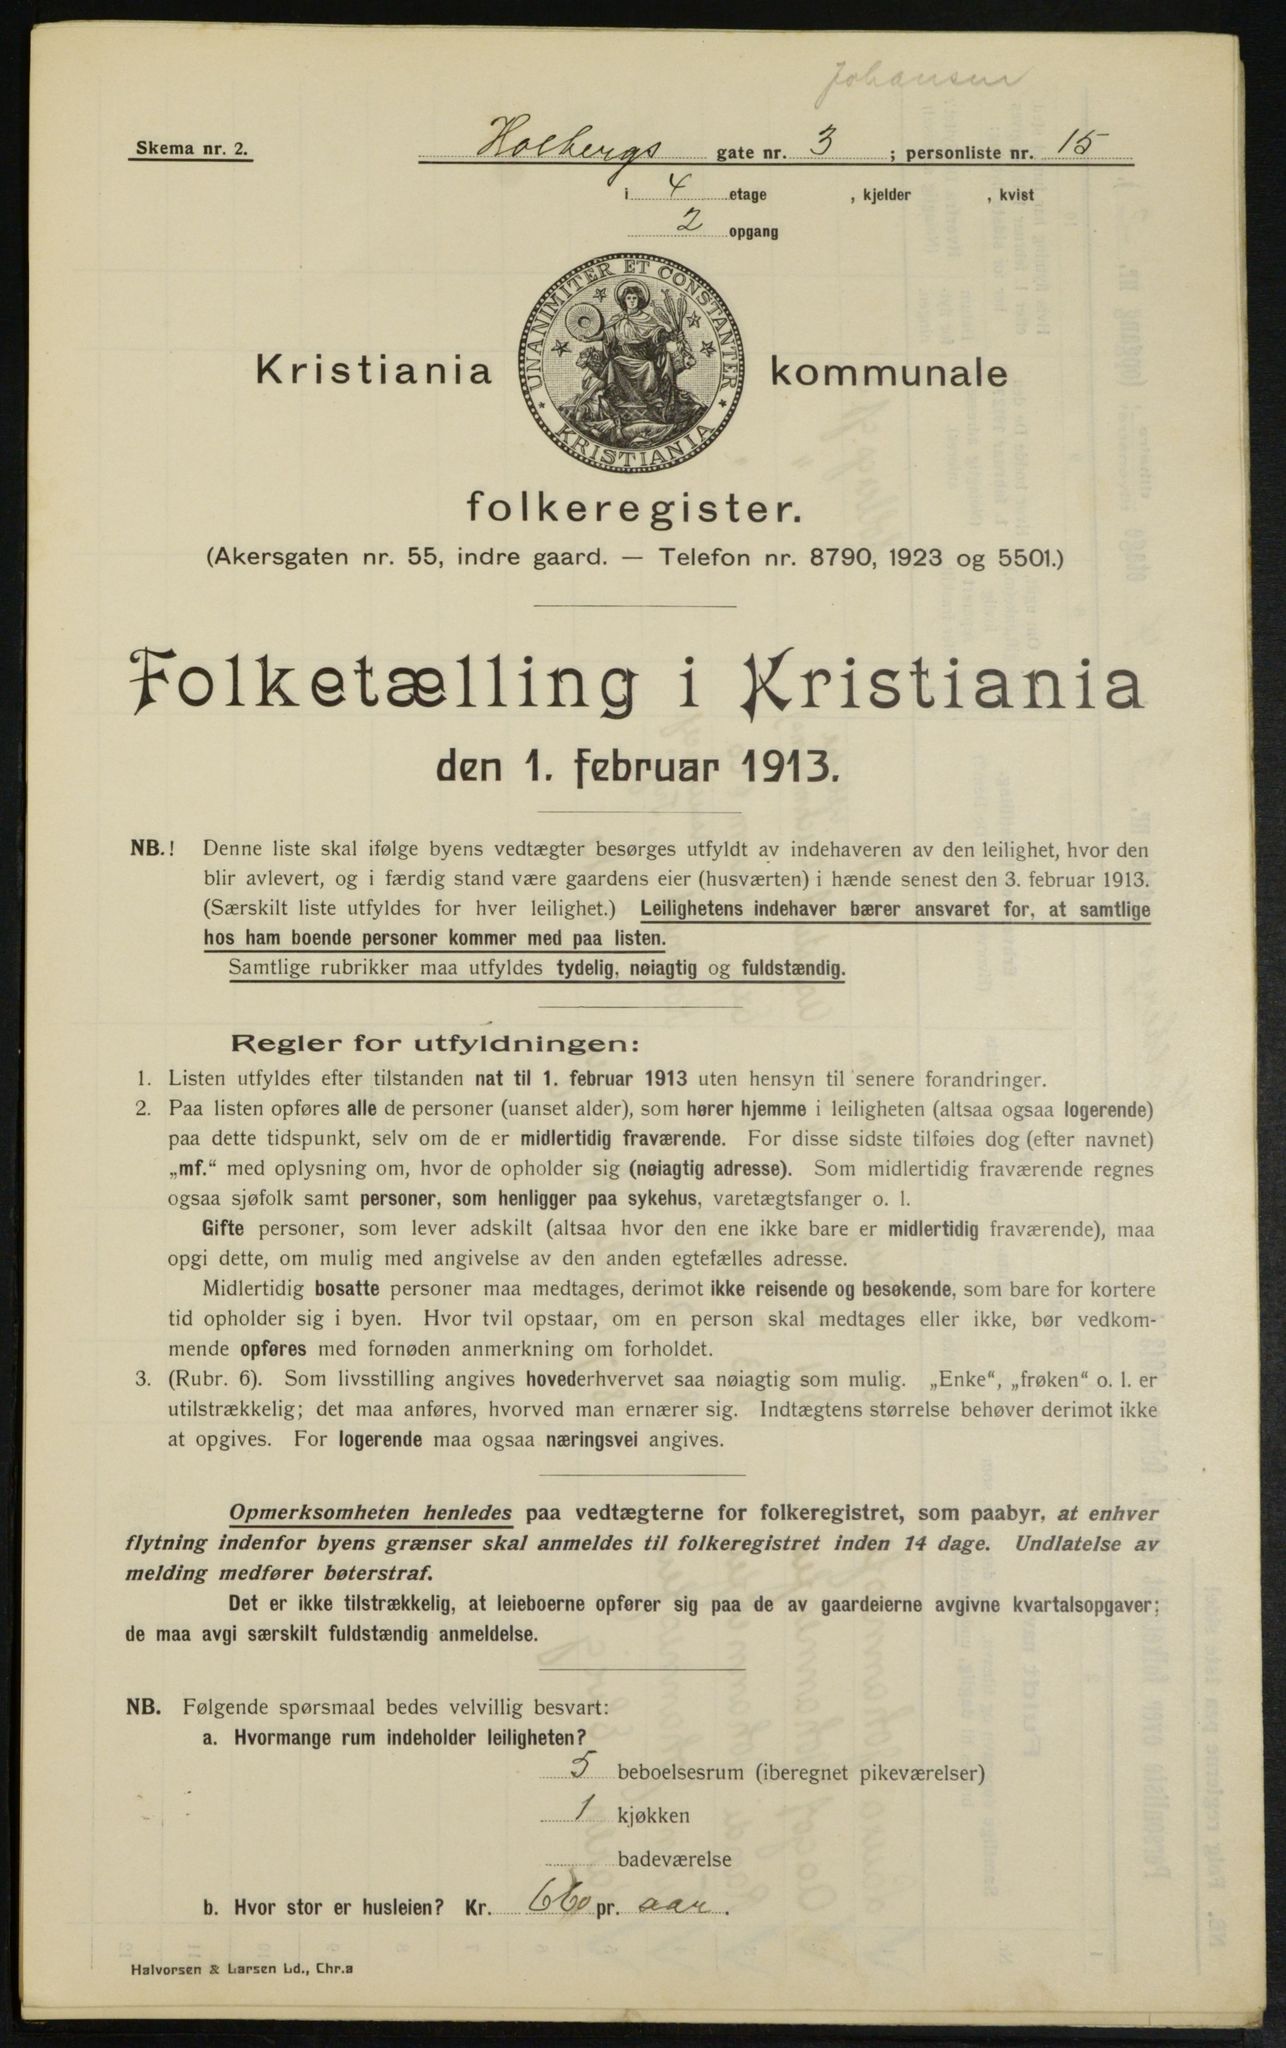 Johansen
Skema nr. 2.
Holbergs gate nr. 3 ; personliste nr. 15
i 4 etage , kjelder , kvist
2 opgang
UNANIMITER ET CONSTANTER
KRISTIANIA
Kristiania kommunale
folkeregister.
(Akersgaten nr. 55, indre gaard. — Telefon nr. 8790, 1923 og 5501.)
Folketælling i Kristiania
den 1. februar 1913.
NB.! Denne liste skal ifølge byens vedtægter besørges utfyldt av indehaveren av den leilighet, hvor den
blir avlevert, og i færdig stand være gaardens eier (husværten) i hænde senest den 3. februar 1913.
(Særskilt liste utfyldes for hver leilighet.) Leilighetens indehaver bærer ansvaret for, at samtlige
hos ham boende personer kommer med paa listen.
Samtlige rubrikker maa utfyldes tydelig, nøiagtig og fuldstændig.
Regler for utfyldningen:
1. Listen utfyldes efter tilstanden nat til 1. februar 1913 uten hensyn til senere forandringer.
2. Paa listen opføres alle de personer (uanset alder), som hører hjemme i leiligheten (altsaa ogsaa logerende)
paa dette tidspunkt, selv om de er midlertidig fraværende. For disse sidste tilføies dog (efter navnet)
„mf.“ med oplysning om, hvor de opholder sig (nøiagtig adresse). Som midlertidig fraværende regnes
ogsaa sjøfolk samt personer, som henligger paa sykehus, varetægtsfanger o. l.
Gifte personer, som lever adskilt (altsaa hvor den ene ikke bare er midlertidig fraværende), maa
opgi dette, om mulig med angivelse av den anden egtefælles adresse.
Midlertidig bosatte personer maa medtages, derimot ikke reisende og besøkende, som bare for kortere
tid opholder sig i byen. Hvor tvil opstaar, om en person skal medtages eller ikke, bør vedkom-
mende opføres med fornøden anmerkning om forholdet.
3. (Rubr. 6). Som livsstilling angives hovederhvervet saa nøiagtig som mulig. „Enke“, „frøken“ o. l. er
utilstrækkelig; det maa anføres, hvorved man ernærer sig. Indtægtens størrelse behøver derimot ikke
at opgives. For logerende maa ogsaa næringsvei angives.
Opmerksomheten henledes paa vedtægterne for folkeregistret, som paabyr, at enhver
flytning indenfor byens grænser skal anmeldes til folkeregistret inden 14 dage. Undlatelse av
melding medfører bøterstraf.
Det er ikke tilstrækkelig, at leieboerne opfører sig paa de av gaardeierne avgivne kvartalsopgaver;
de maa avgi særskilt fuldstændig anmeldelse.
NB. Følgende spørsmaal bedes velvillig besvart:
a. Hvormange rum indeholder leiligheten?
5 beboelsesrum (iberegnet pikeværelser)
1 kjøkken
badeværelse
b. Hvor stor er husleien? Kr. 660 pr. aar.
Halvorsen & Larsen Ld., Chr.a